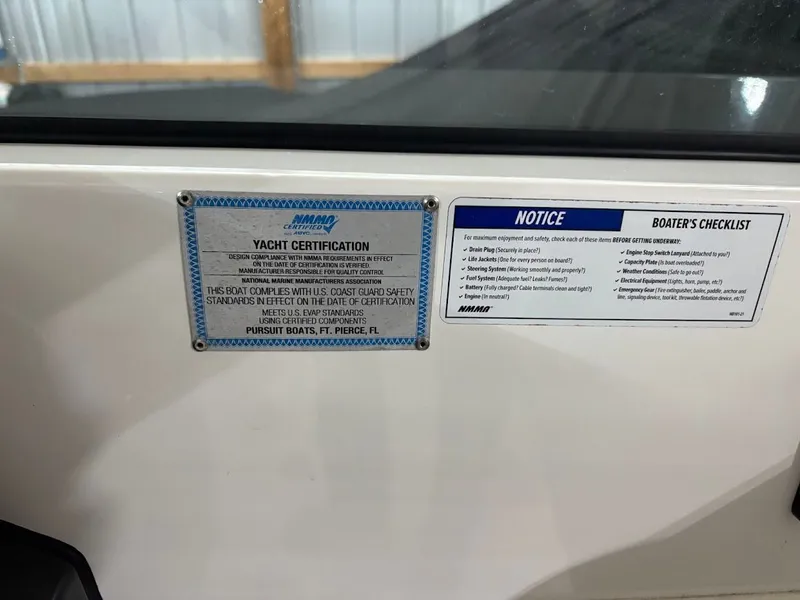 NMMA
CERTIFIED
YACHT CERTIFICATION
DESIGN COMPLIANCE WITH NMMA REQUIREMENTS IN EFFECT
ON THE DATE OF CERTIFICATION IS VERIFIED.
MANUFACTURER RESPONSIBLE FOR QUALITY CONTROL
NATIONAL MARINE MANUFACTURERS ASSOCIATION
THIS BOAT COMPLIES WITH U.S. COAST GUARD SAFETY
STANDARDS IN EFFECT ON THE DATE OF CERTIFICATION
MEETS U.S. EVAP STANDARDS
USING CERTIFIED COMPONENTS
PURSUIT BOATS, FT. PIERCE, FL
NOTICE
BOATER'S CHECKLIST
For maximum enjoyment and safety, check each of these items BEFORE GETTING UNDERWAY:
✓ Drain Plug (Securely in place?)
✓ Life Jackets (One for every person on board?)
✓ Steering System (Working smoothly and properly?)
✓ Fuel System (Adequate fuel? Leaks? Fumes?)
✓ Battery (Fully charged? Cable terminals clean and tight?)
✓ Engine (In neutral?)
✓ Engine Stop Switch Lanyard (Attached to you?)
✓ Capacity Plate (Is boat overloaded?)
✓ Weather Conditions (Safe to go out?)
✓ Electrical Equipment (Lights, horn, pump, etc?)
✓ Emergency Gear (Fire extinguisher, bailer, paddle, anchor and
line, signaling device, tool kit, throwable flotation device, etc?)
NMMA